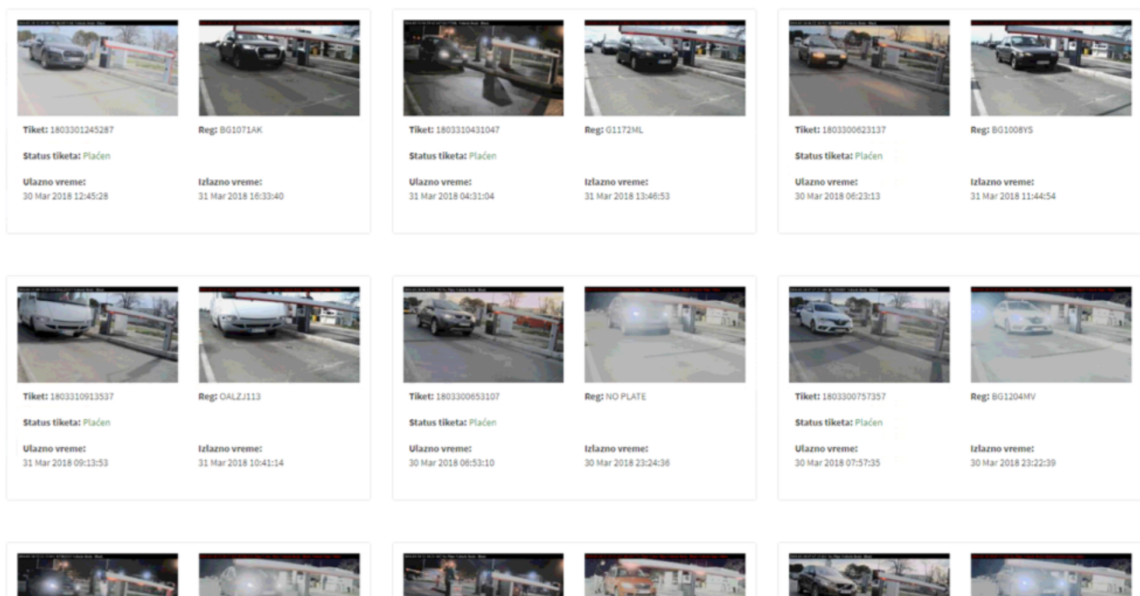 Tiket: 1803301245287
Reg: BG1071AK
Status tiketa: Plaćen
Ulazno vreme:
Izlazno vreme:
30 Mar 2018 12:45:28
31 Mar 2018 16:33:40
Tiket: 1803310431047
Reg: G1172ML
Status tiketa: Plaćen
Ulazno vreme:
Izlazno vreme:
31 Mar 2018 04:31:04
31 Mar 2018 13:46:53
Tiket: 1803300623137
Reg: BG1008YS
Status tiketa: Plaćen
Ulazno vreme:
Izlazno vreme:
30 Mar 2018 06:23:13
31 Mar 2018 11:44:54
Tiket: 1803310913537
Reg: OALZJ113
Status tiketa: Plaćen
Ulazno vreme:
Izlazno vreme:
31 Mar 2018 09:13:53
31 Mar 2018 10:41:14
Tiket: 1803300653107
Reg: NO PLATE
Status tiketa: Plaćen
Ulazno vreme:
Izlazno vreme:
30 Mar 2018 06:53:10
30 Mar 2018 23:24:36
Tiket: 1803300757357
Reg: BG1204MV
Status tiketa: Plaćen
Ulazno vreme:
Izlazno vreme:
30 Mar 2018 07:57:35
30 Mar 2018 23:22:39